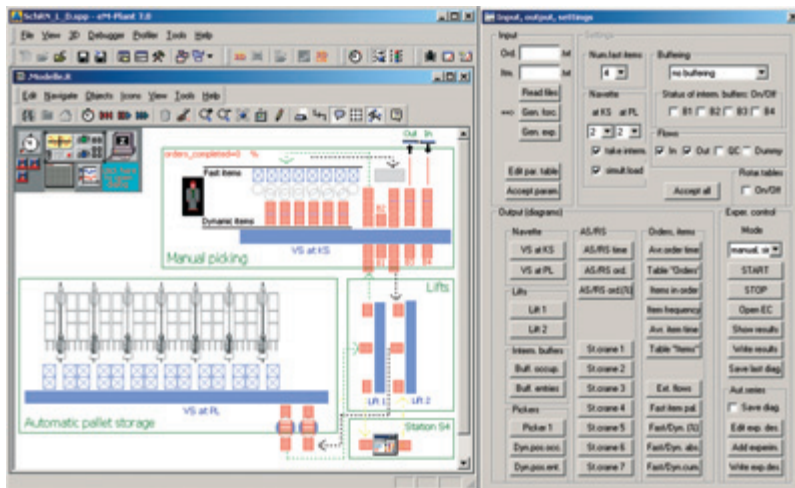 SchRN_L_D.spp - eM-Plant 7.0
File View 3D Debugger Profiler Tools Help
.Modelle.R
Edit Navigate Objects Icons View Tools Help
orders_completed=0 %
Out In
Fast items
Dynamic items
VS at KS
Manual picking
Lifts
VS at PL
Lift 1
Lift 2
Automatic pallet storage
Station S4
Input, output, settings
Input
Ord.
.txt
Itm.
.txt
Read files
==>
Gen. forc.
Gen. exp.
Edit par. table
Accept param.
Settings
Num.fast items
4
Navette
at KS at PL
2 2
take intern.
simult.load
Buffering
no buffering
Status of interm. buffers: On/Off
B1 B2 B3 B4
Flows
In Out QC Dummy
Rotar.tables
Accept all
On/Off
Output (diagrams)
Navette
VS at KS
VS at PL
Lifts
Lift 1
Lift 2
Interm. buffers
Buff. occup.
Buff. entries
Pickers
Picker 1
Dyn.pos.occ.
Dyn.pos.ent.
AS/RS
AS/RS time
AS/RS ord.
AS/RS ord.(%)
St.crane 1
St.crane 2
St.crane 3
St.crane 4
St.crane 5
St.crane 6
St.crane 7
Orders, items
Avr.order time
Table "Orders"
Items in order
Item frequency
Avr. item time
Table "Items"
Ext. flows
Fast item pal.
Fast/Dyn. (%)
Fast/Dyn. abs.
Fast/Dyn.cum.
Exper. control
Mode
START
STOP
Open EC
Show results
Write results
Save last diag.
Aut.series
Save diag.
Edit exp. des.
Add experim.
Write exp.des.